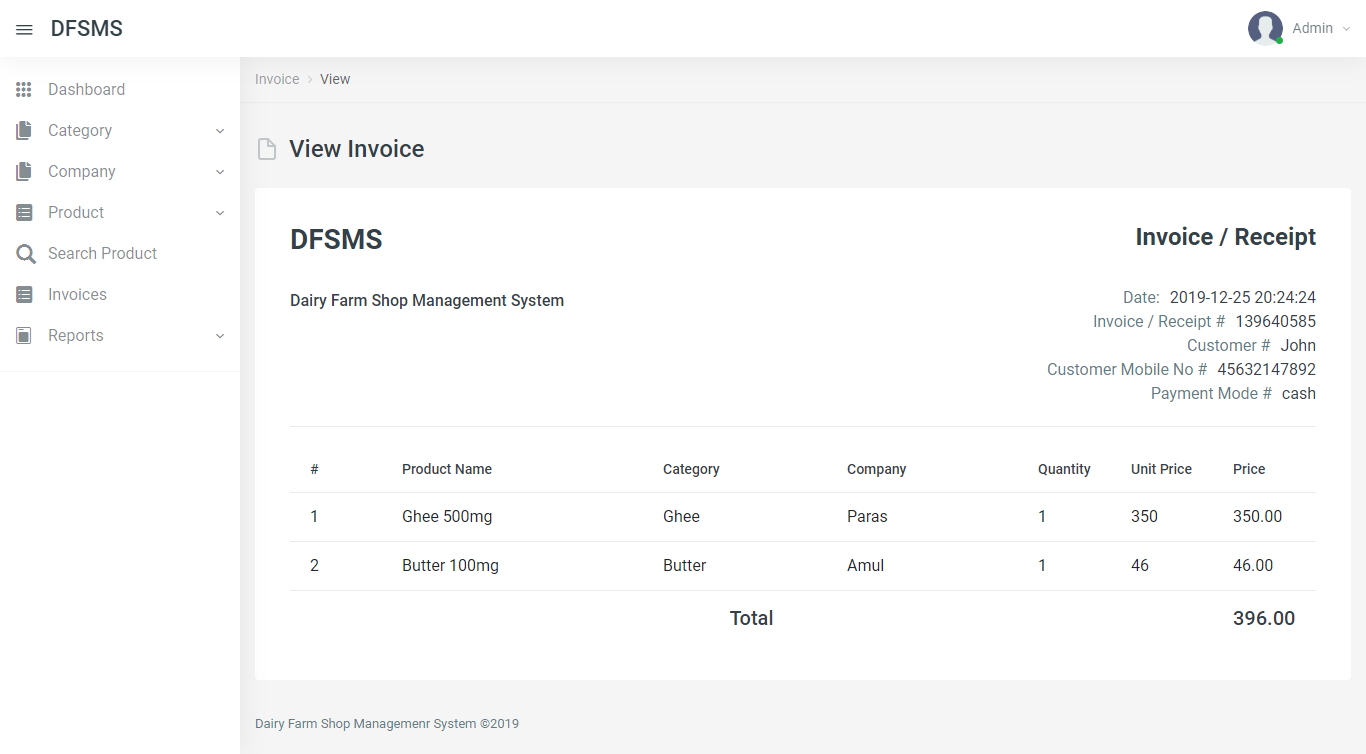 DFSMS
Admin
Dashboard
Category
Company
Product
Search Product
Invoices
Reports
Invoice > View
View Invoice
DFSMS
Invoice / Receipt
Dairy Farm Shop Management System
Date: 2019-12-25 20:24:24
Invoice / Receipt # 139640585
Customer # John
Customer Mobile No # 45632147892
Payment Mode # cash
# Product Name Category Company Quantity Unit Price Price
1 Ghee 500mg Ghee Paras 1 350 350.00
2 Butter 100mg Butter Amul 1 46 46.00
Total 396.00
Dairy Farm Shop Managemenr System ©2019